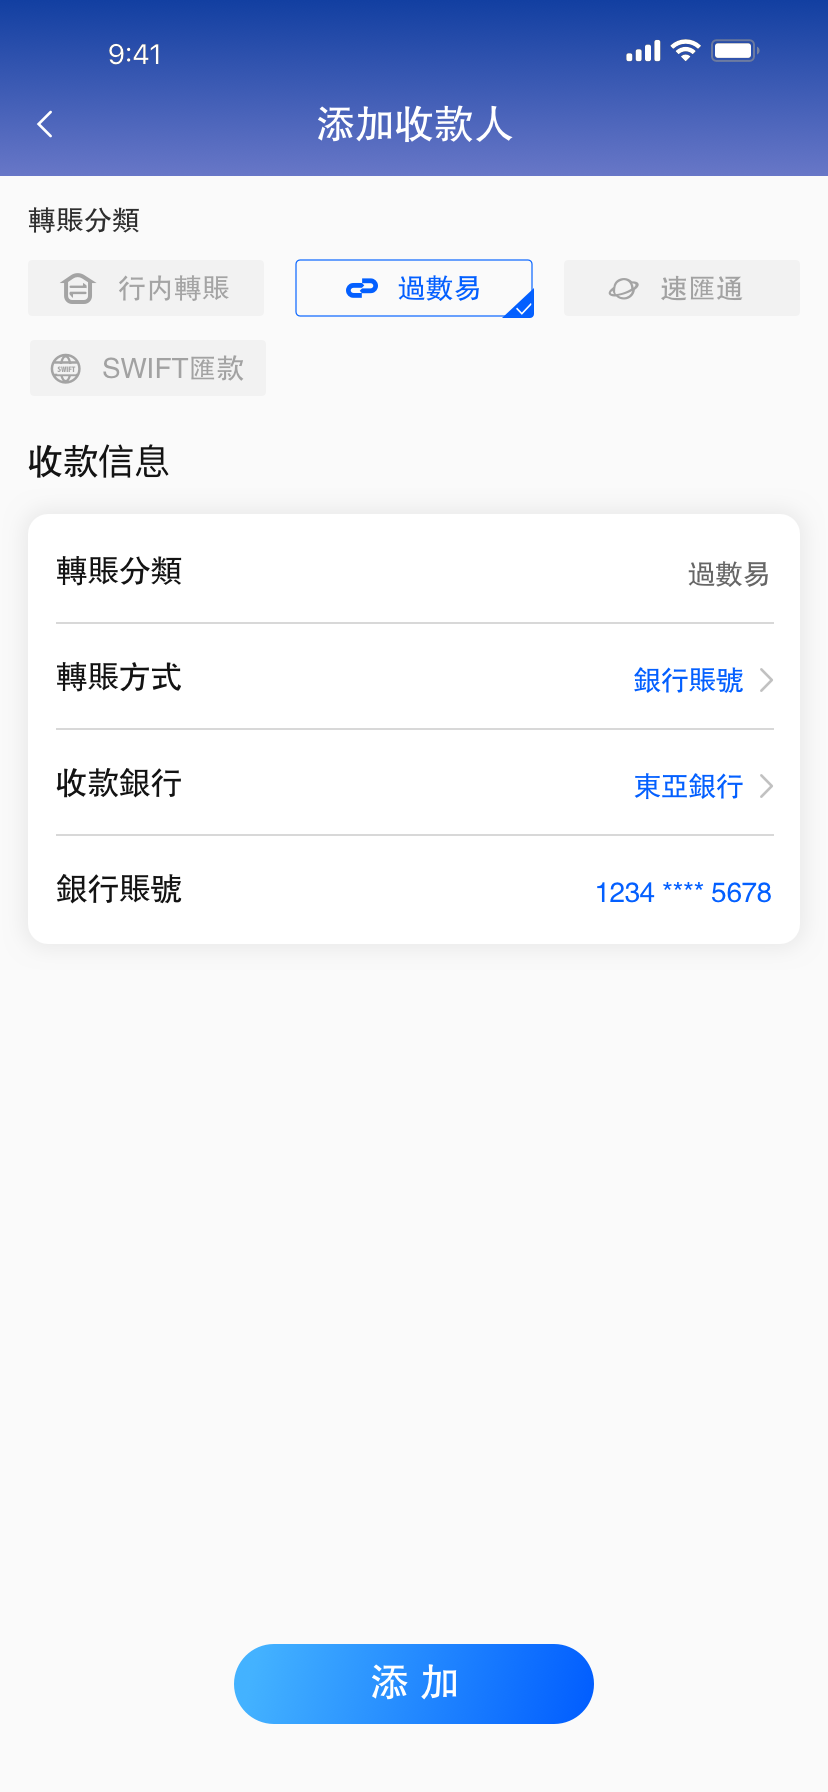 9:41
添加收款人
轉賬分類
行内轉賬
過數易
速匯通
SWIFT
SWIFT匯款
收款信息
轉賬分類 過數易
轉賬方式 銀行賬號
收款銀行 東亞銀行
銀行賬號 1234 **** 5678
添加